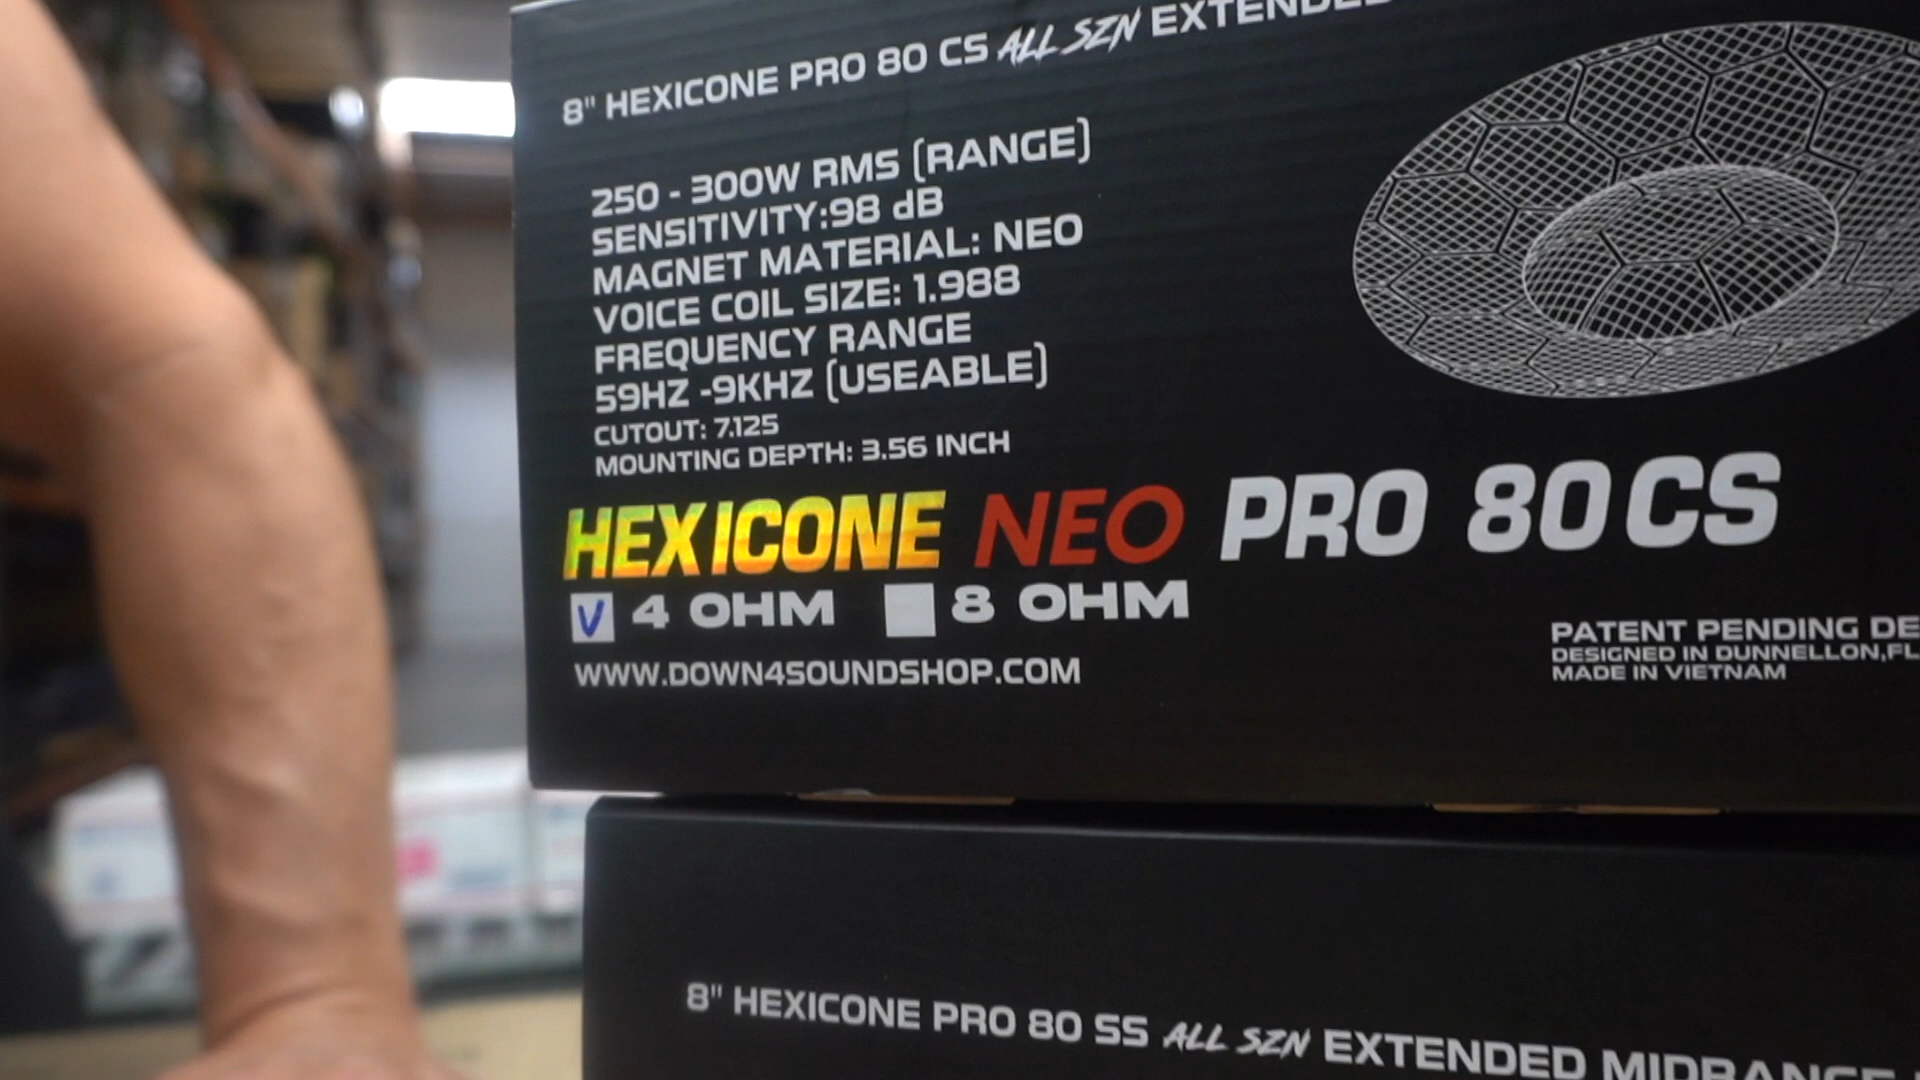 8" HEXICONE PRO 80 CS ALL SZN EXTENDED
250 - 300W RMS (RANGE)
SENSITIVITY:98 dB
MAGNET MATERIAL: NEO
VOICE COIL SIZE: 1.988
FREQUENCY RANGE
59HZ -9KHZ (USEABLE)
CUTOUT: 7.125
MOUNTING DEPTH: 3.56 INCH
HEXICONE NEO PRO 80 CS
V 4 OHM 8 OHM
WWW.DOWN4SOUNDSHOP.COM
PATENT PENDING DE
DESIGNED IN DUNNELLON,FL
MADE IN VIETNAM
8" HEXICONE PRO 80 SS ALL SZN EXTENDED MIDRANGE